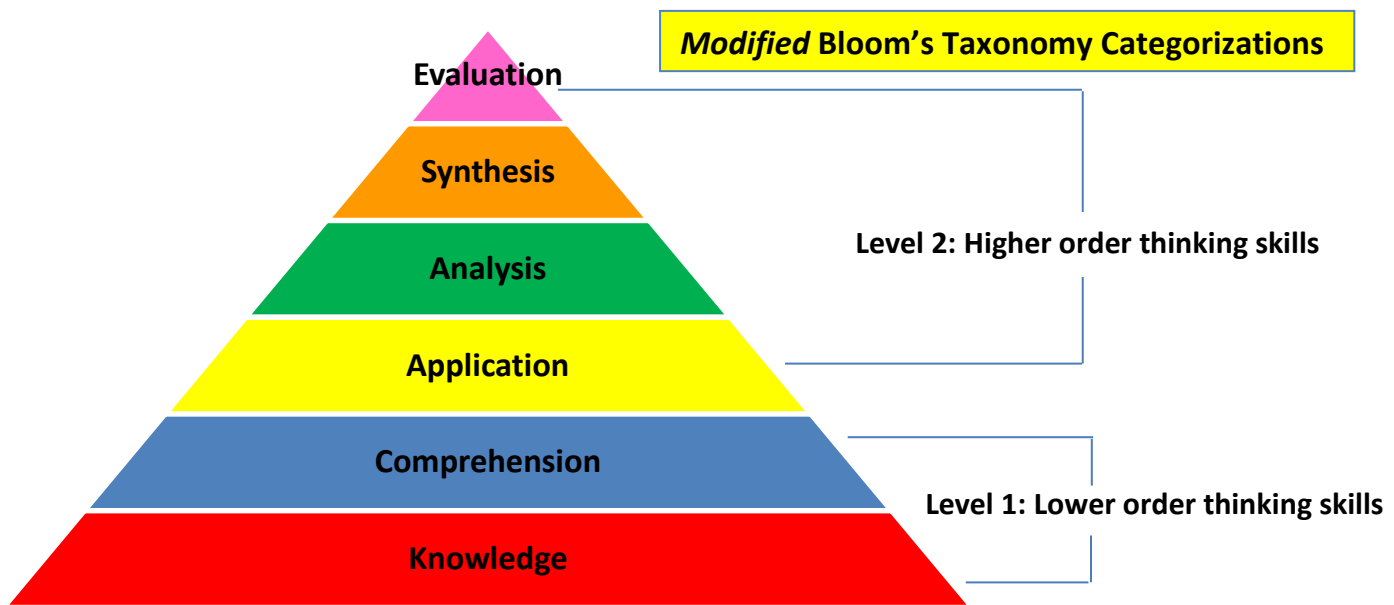 Modified Bloom’s Taxonomy Categorizations
Evaluation
Synthesis
Level 2: Higher order thinking skills
Analysis
Application
Comprehension
Level 1: Lower order thinking skills
Knowledge